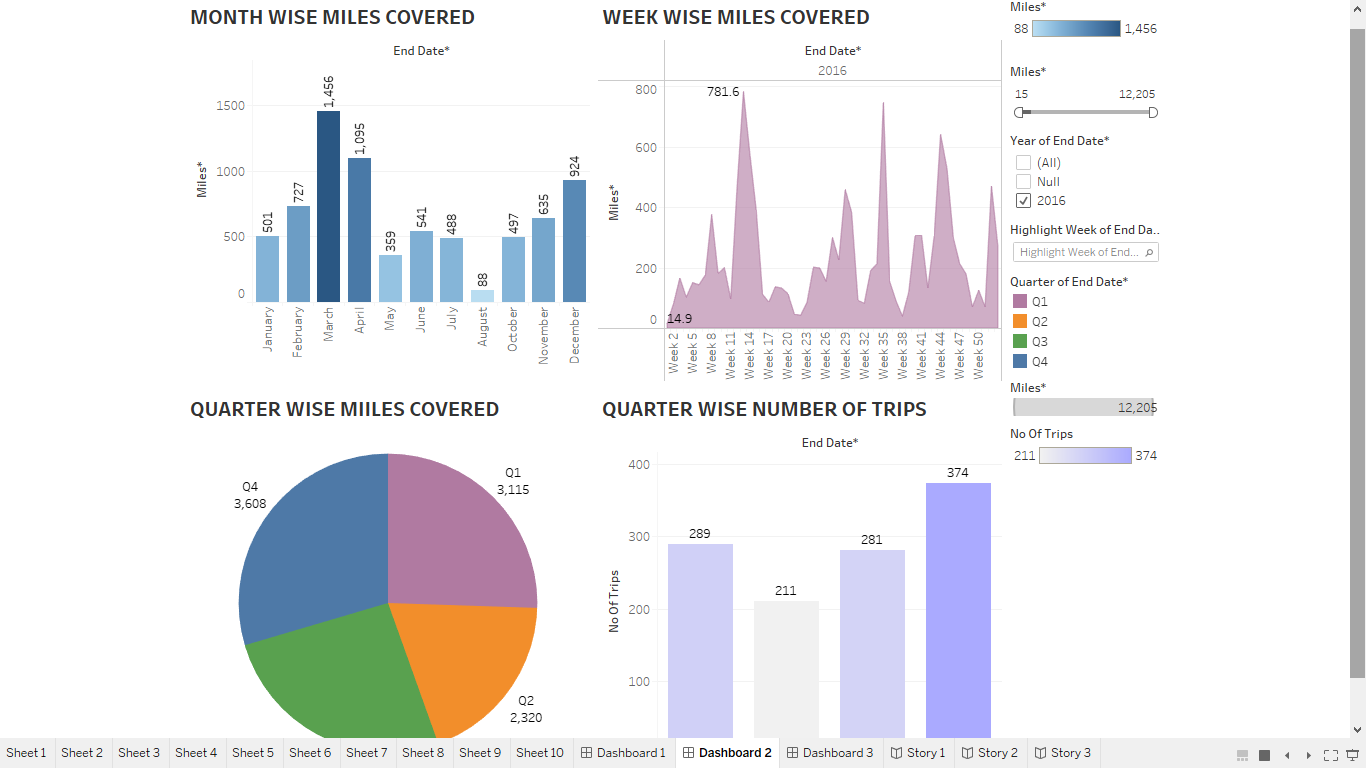 MONTH WISE MILES COVERED
End Date*
Miles*
1500
1000
500
0
501
727
1,456
1,095
359
541
488
88
497
635
924
January
February
March
April
May
June
July
August
October
November
December
WEEK WISE MILES COVERED
End Date*
2016
Miles*
800
600
400
200
0
781.6
14.9
Week 2
Week 5
Week 8
Week 11
Week 14
Week 17
Week 20
Week 23
Week 26
Week 29
Week 32
Week 35
Week 38
Week 41
Week 44
Week 47
Week 50
Miles*
88 1,456
Miles*
15 12,205
Year of End Date*
(All)
Null
2016
Highlight Week of End Da..
Highlight Week of End...
Quarter of End Date*
Q1
Q2
Q3
Q4
Miles*
12,205
No Of Trips
211 374
QUARTER WISE MIILES COVERED
Q4
3,608
Q1
3,115
Q2
2,320
QUARTER WISE NUMBER OF TRIPS
End Date*
No Of Trips
400
300
200
100
289
211
281
374
Sheet 1 Sheet 2 Sheet 3 Sheet 4 Sheet 5 Sheet 6 Sheet 7 Sheet 8 Sheet 9 Sheet 10 Dashboard 1 Dashboard 2 Dashboard 3 Story 1 Story 2 Story 3